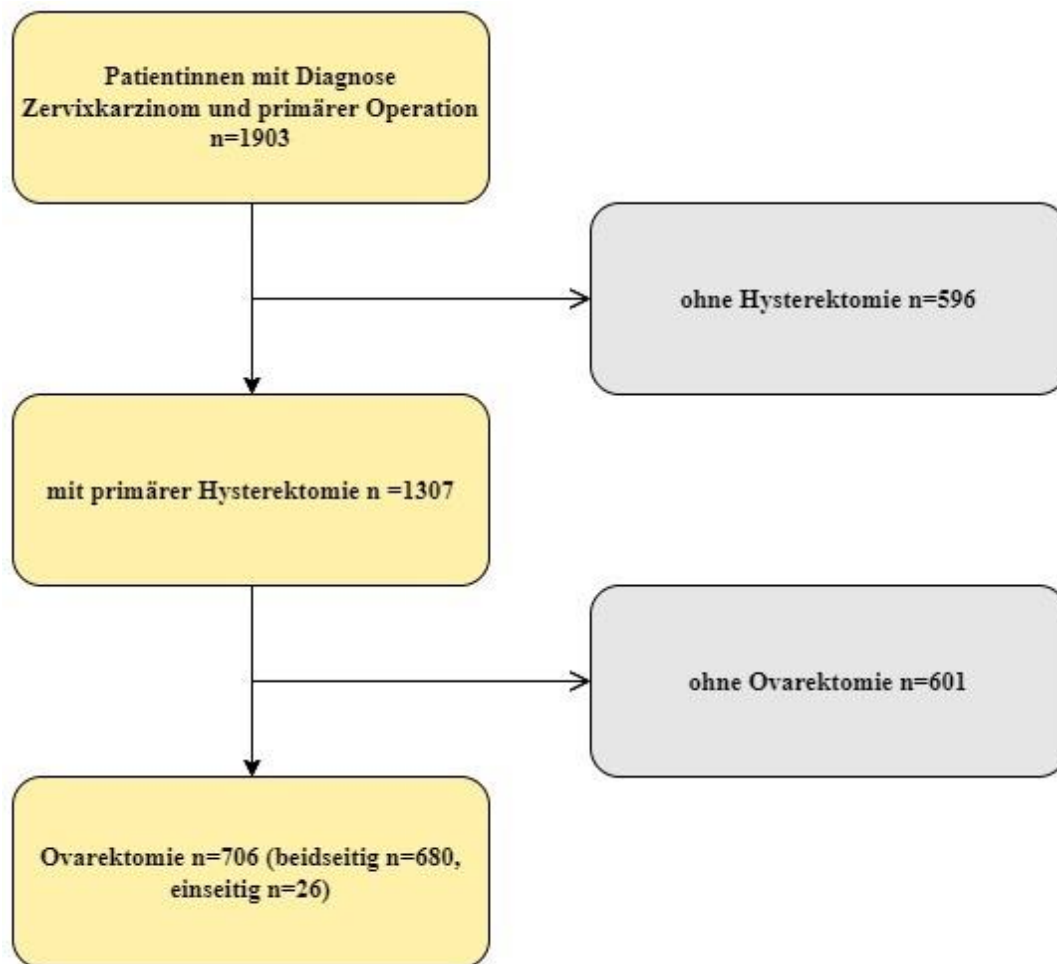 Patientinnen mit Diagnose
Zervixkarzinom und primärer Operation
n=1903
ohne Hysterektomie n=596
mit primärer Hysterektomie n =1307
ohne Ovarektomie n=601
Ovarektomie n=706 (beidseitig n=680,
einseitig n=26)